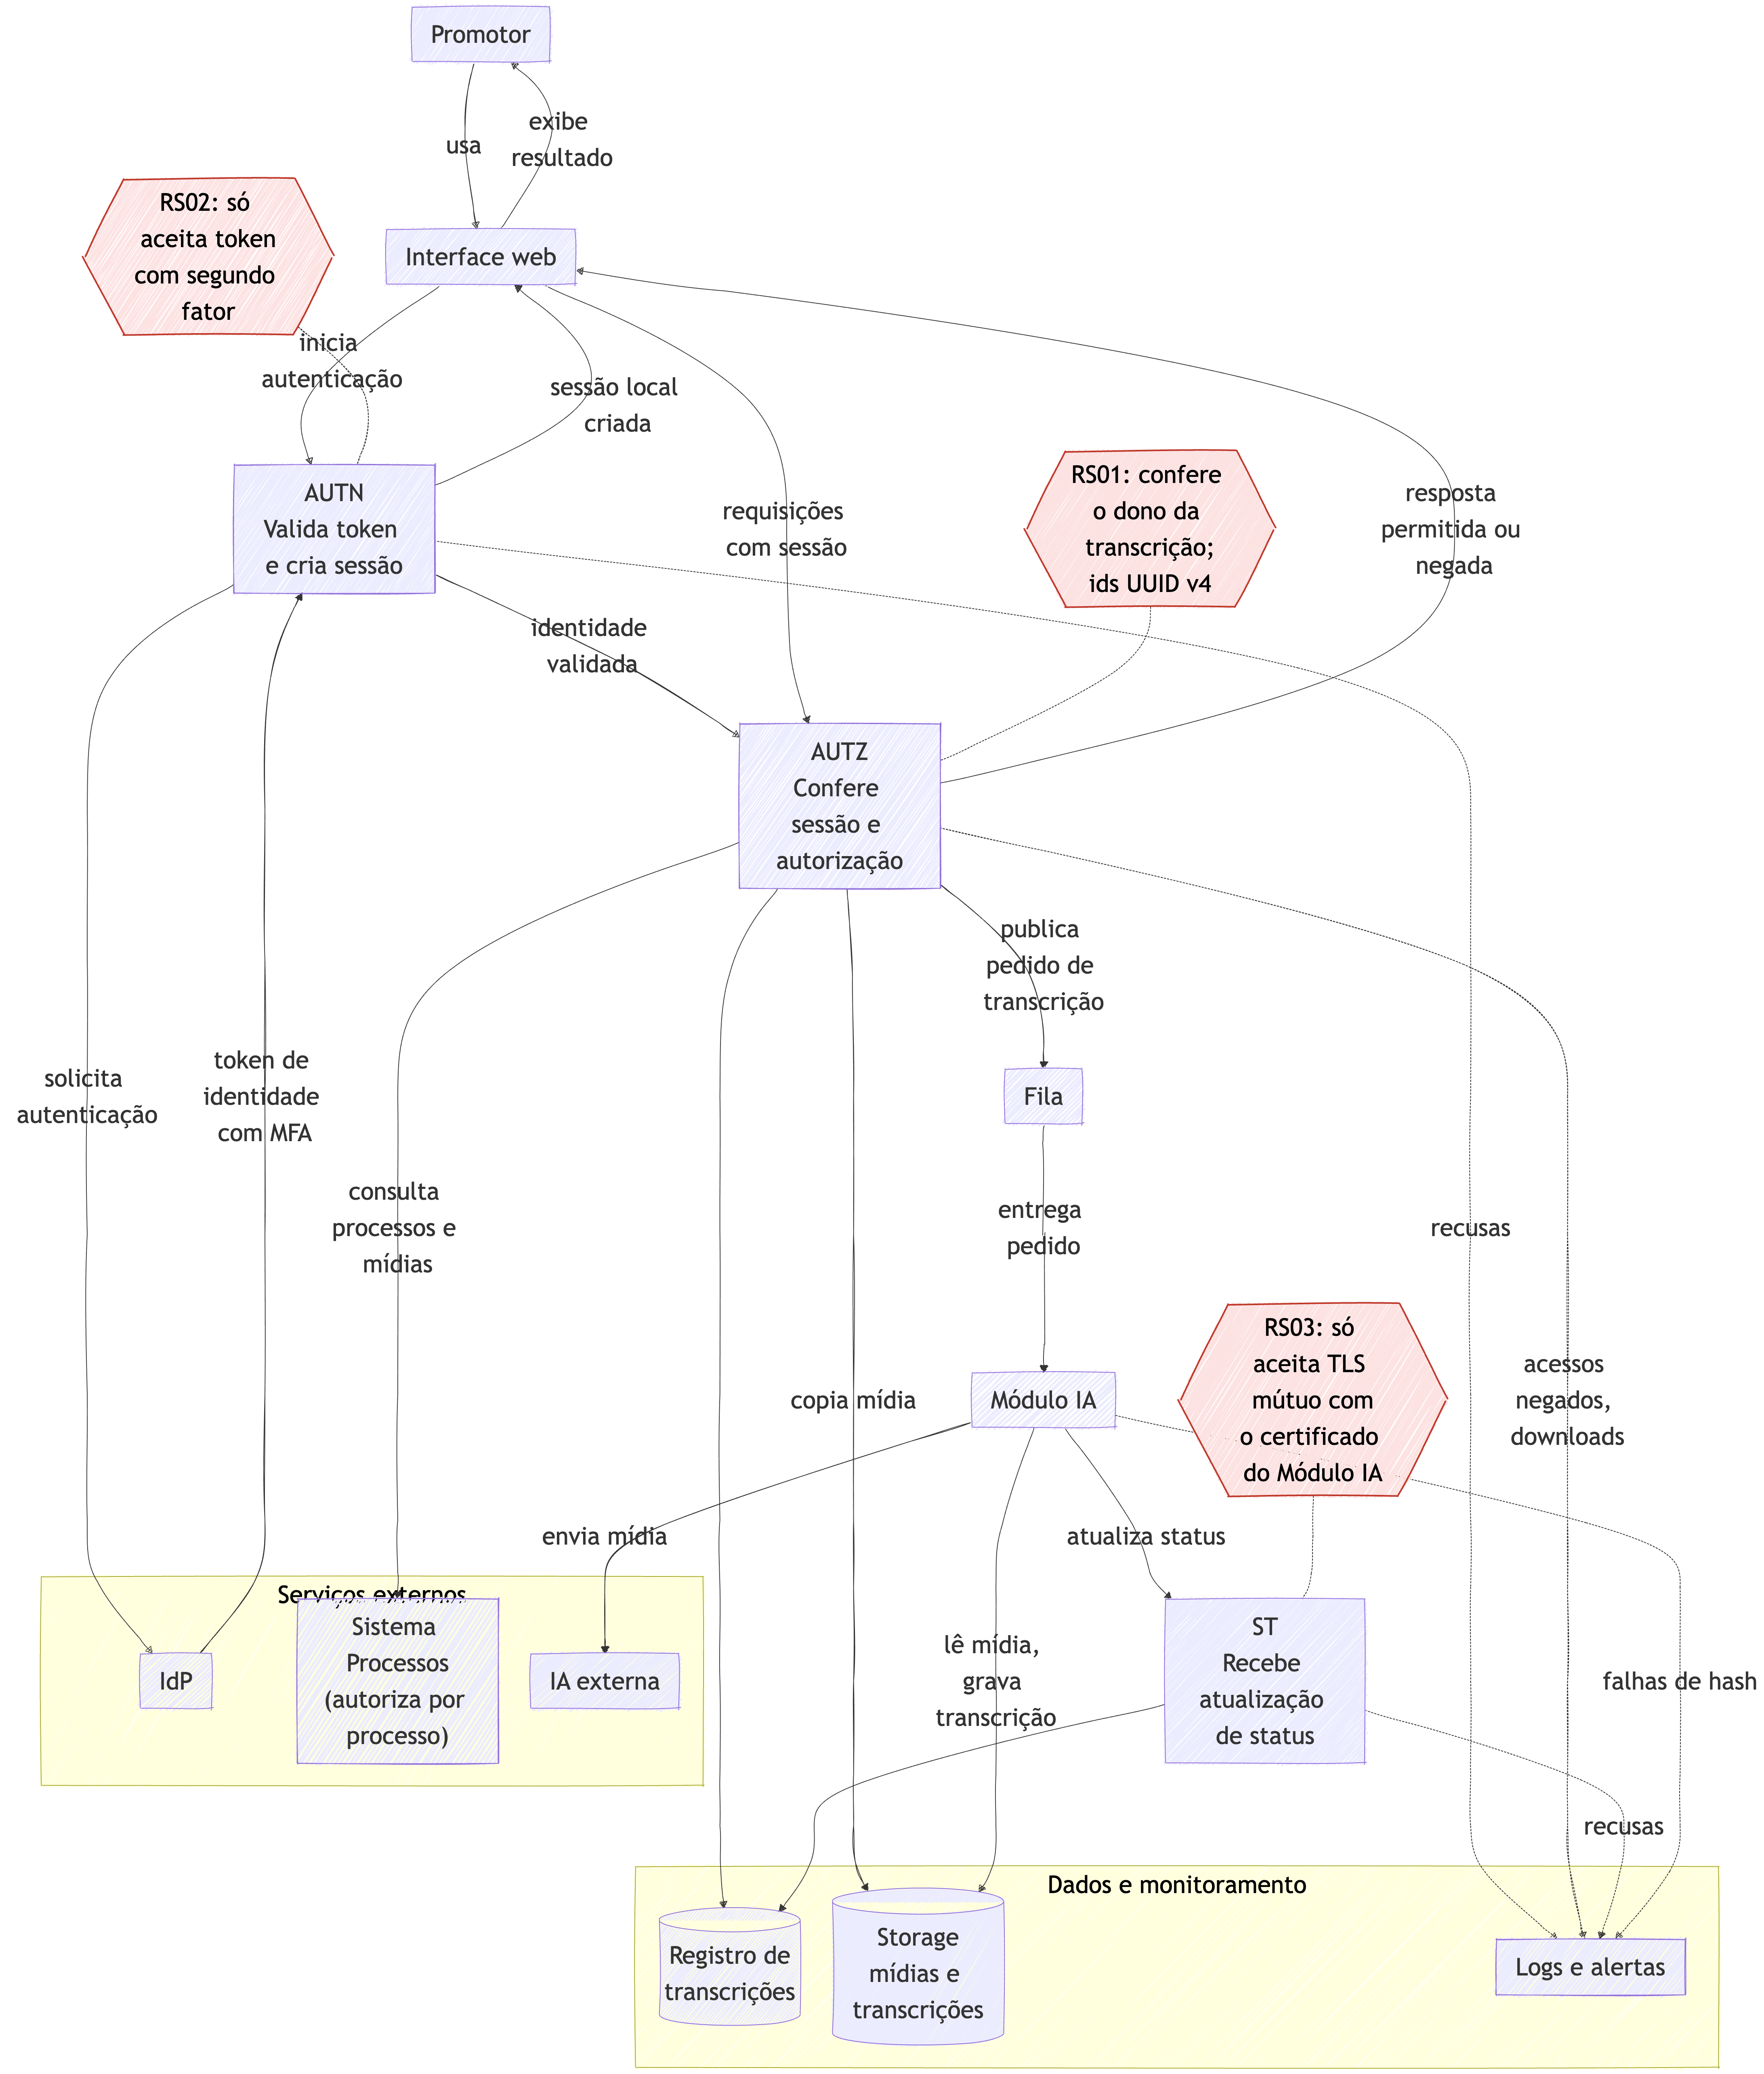 Promotor
usa
exibe
resultado
RS02: só
aceita token
com segundo
fator
Interface web
inicia
autenticação
sessão local
criada
AUTN
Valida token
e cria sessão
requisições
com sessão
RS01: confere
o dono da
transcrição;
ids UUID v4
resposta
permitida ou
negada
identidade
validada
AUTZ
Confere
sessão e
autorização
publica
pedido de
transcrição
solicita
autenticação
token de
identidade
com MFA
Fila
consulta
processos e
mídias
entrega
pedido
recusas
copia mídia
Módulo IA
RS03: só
aceita TLS
mútuo com
o certificado
do Módulo IA
acessos
negados,
downloads
envia mídia
atualiza status
Serviços externos
IdP
Sistema
Processos
(autoriza por
processo)
IA externa
lê mídia,
grava
transcrição
ST
Recebe
atualização
de status
falhas de hash
recusas
Dados e monitoramento
Registro de
transcrições
Storage
mídias e
transcrições
Logs e alertas